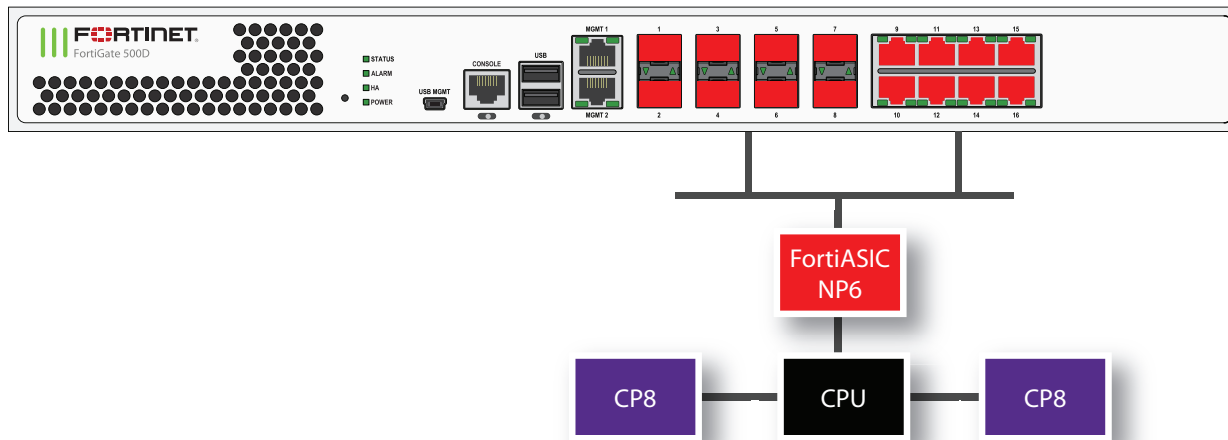 FORTINET.
FortiGate 500D
STATUS
ALARM
HA
POWER
USB MGMT
CONSOLE
USB
MGMT 1
MGMT 2
1 3 5 7 9 11 13 15
2 4 6 8 10 12 14 16
FortiASIC
NP6
CP8 CPU CP8